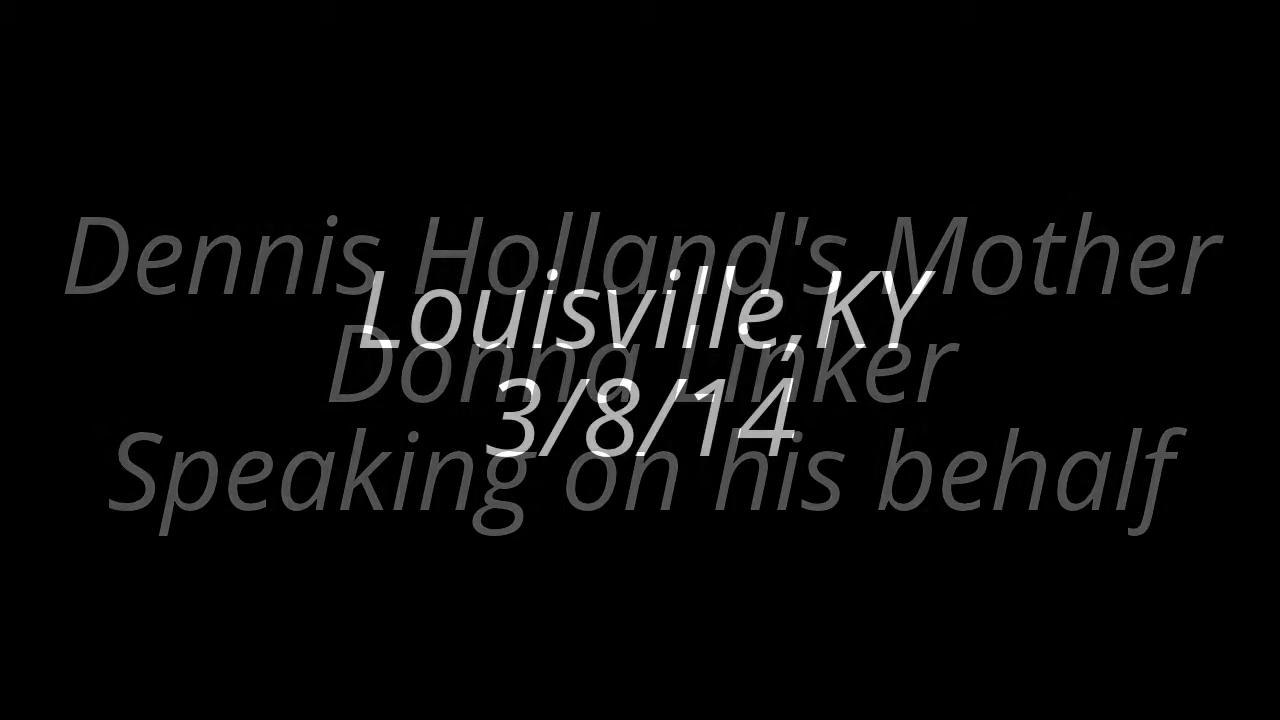 Dennis Holland's Mother
Louisville,KY
Donna Linker
3/8/14
Speaking on his behalf